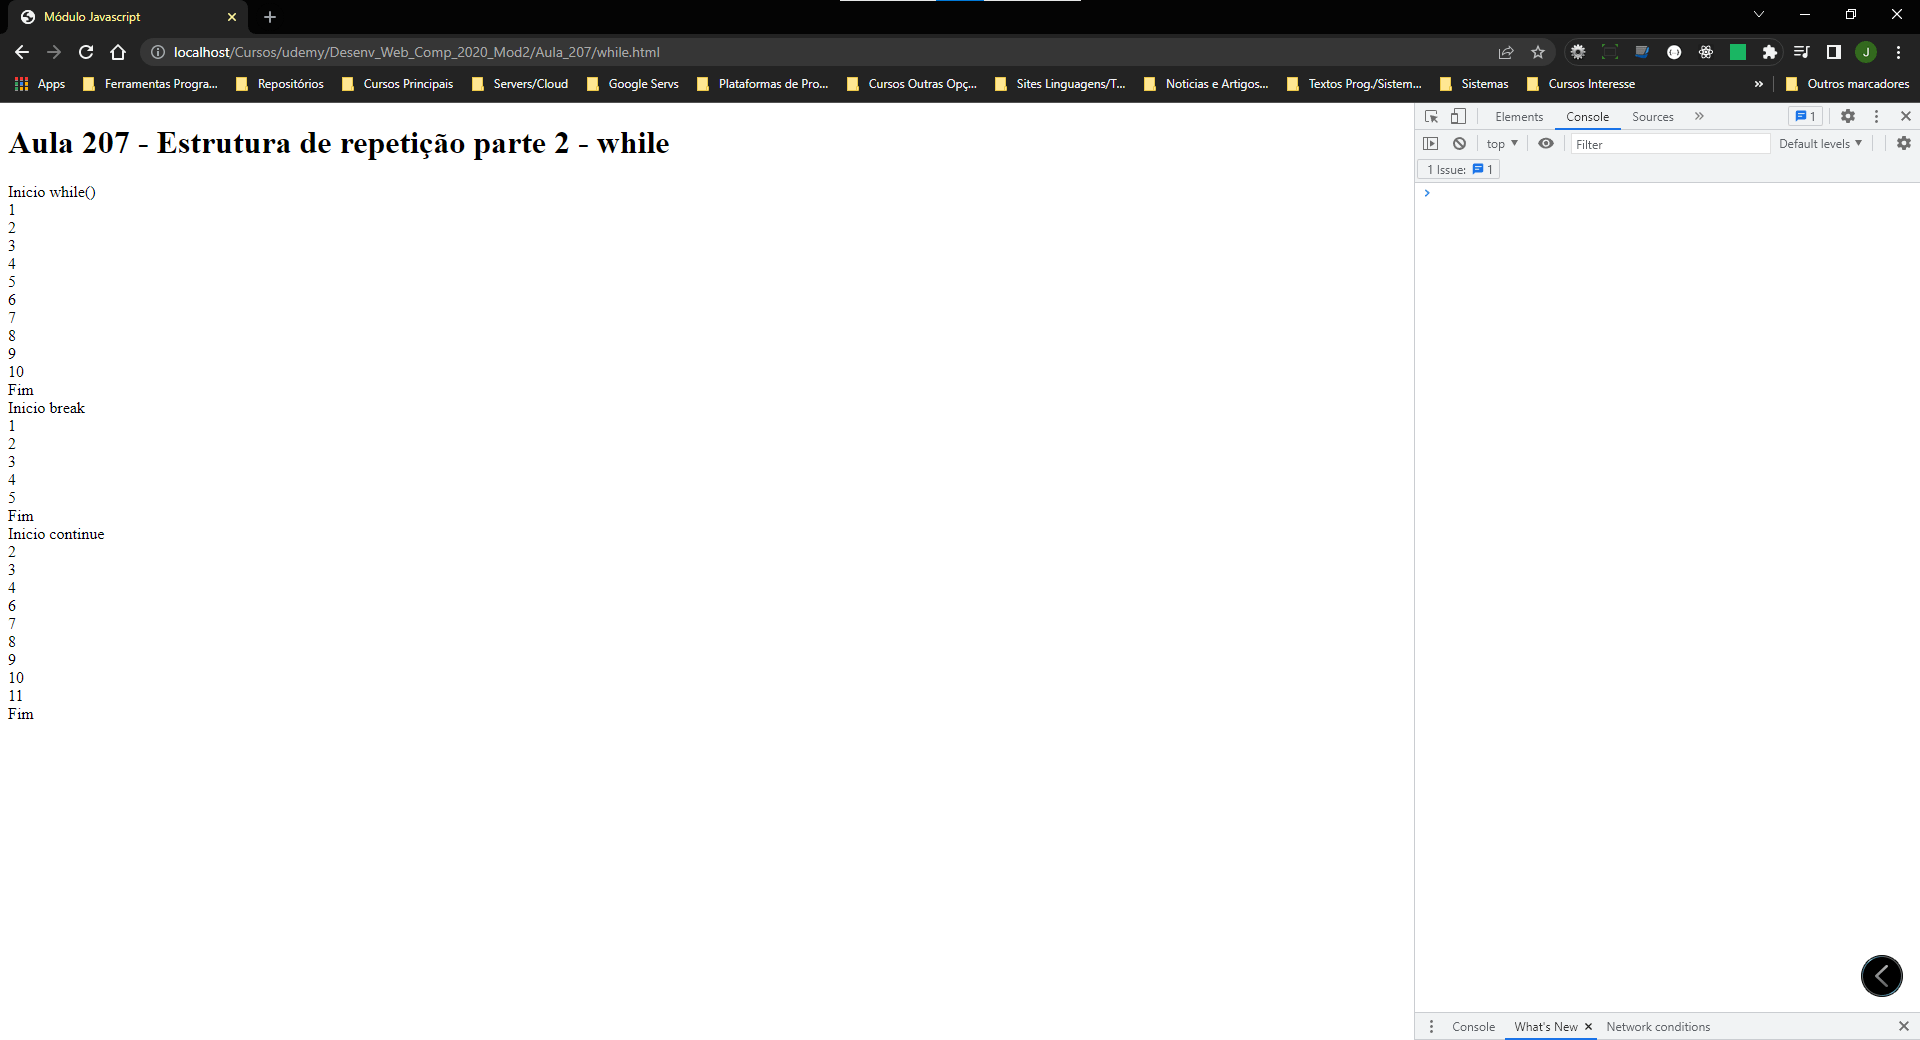 Módulo Javascript
localhost/Cursos/udemy/Desenv_Web_Comp_2020_Mod2/Aula_207/while.html
J
Apps
Ferramentas Progra...
Repositórios
Cursos Principais
Servers/Cloud
Google Servs
Plataformas de Pro...
Cursos Outras Opç...
Sites Linguagens/T...
Noticias e Artigos...
Textos Prog./Sistem...
Sistemas
Cursos Interesse
»
Outros marcadores
Aula 207 - Estrutura de repetição parte 2 - while
Inicio while()
1
2
3
4
5
6
7
8
9
10
Fim
Inicio break
1
2
3
4
5
Fim
Inicio continue
2
3
4
6
7
8
9
10
11
Fim
Elements
Console
Sources
»
1
top
Filter
Default levels
1 Issue: 1
Console
What's New
Network conditions